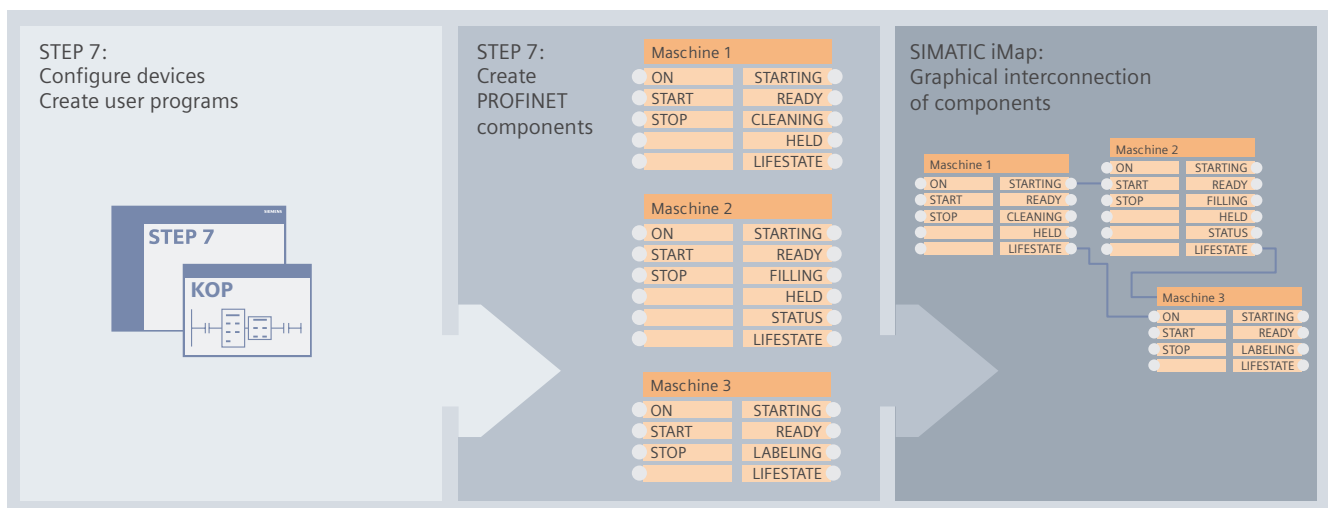 STEP 7:
Configure devices
Create user programs
SIEMENS
STEP 7
KOP
STEP 7:
Create
PROFINET
components
Maschine 1
ON STARTING
START READY
STOP CLEANING
HELD
LIFESTATE
Maschine 2
ON STARTING
START READY
STOP FILLING
HELD
STATUS
LIFESTATE
Maschine 3
ON STARTING
START READY
STOP LABELING
LIFESTATE
SIMATIC iMap:
Graphical interconnection
of components
Maschine 1
ON STARTING
START READY
STOP CLEANING
HELD
LIFESTATE
Maschine 2
ON STARTING
START READY
STOP FILLING
HELD
STATUS
LIFESTATE
Maschine 3
ON STARTING
START READY
STOP LABELING
LIFESTATE